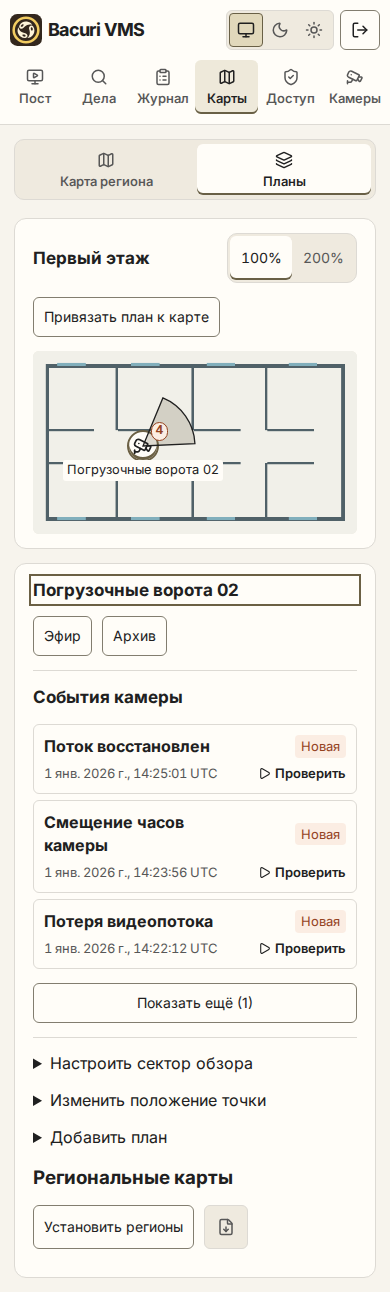 Bacuri VMS
Пост
Дела
Журнал
Карты
Доступ
Камеры
Карта региона
Планы
Первый этаж
100%
200%
Привязать план к карте
4
Погрузочные ворота 02
Погрузочные ворота 02
Эфир
Архив
События камеры
Поток восстановлен
Новая
1 янв. 2026 г., 14:25:01 UTC
Проверить
Смещение часов
камеры
Новая
1 янв. 2026 г., 14:23:56 UTC
Проверить
Потеря видеопотока
Новая
1 янв. 2026 г., 14:22:12 UTC
Проверить
Показать ещё (1)
Настроить сектор обзора
Изменить положение точки
Добавить план
Региональные карты
Установить регионы